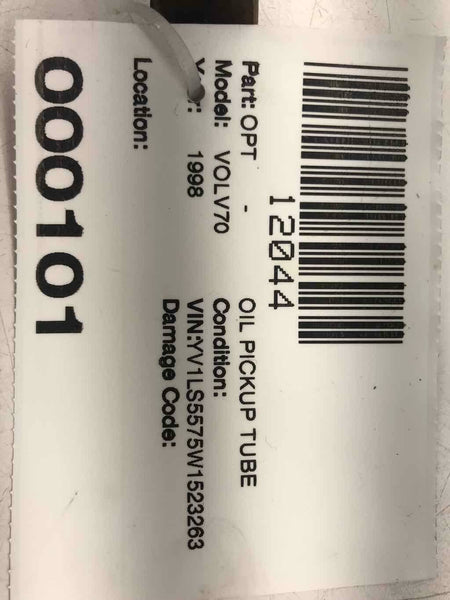 12044
Part: OPT - OIL PICKUP TUBE
Model: VOLV70 Condition:
1998 VIN:YV1LS5575W1523263
Damage Code:
Location:
000101